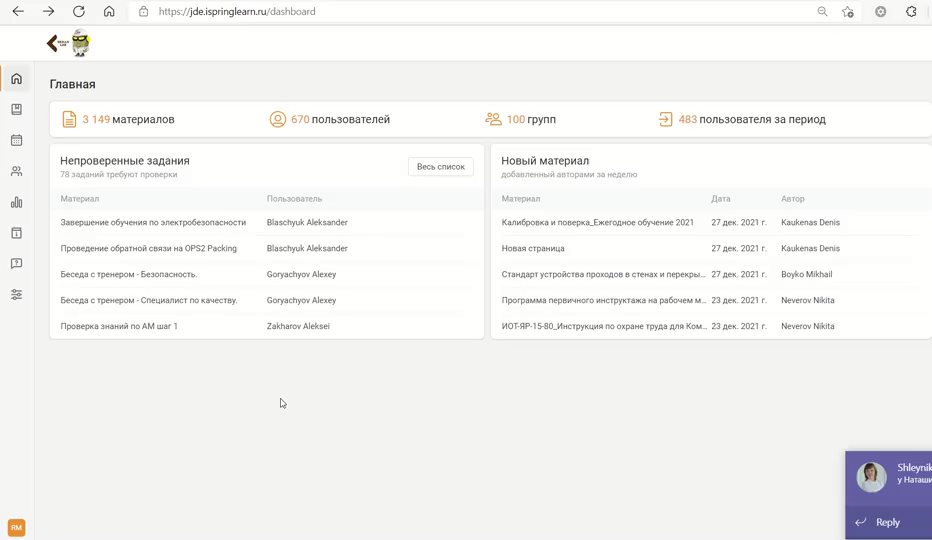 https://jde.ispringlearn.ru/dashboard
SKILLS LAB
Главная
3 149 материалов
670 пользователей
100 групп
483 пользователя за период
Непроверенные задания
78 заданий требуют проверки
Весь список
Материал Пользователь
Завершение обучения по электробезопасности Blaschyuk Aleksander
Проведение обратной связи на OPS2 Packing Blaschyuk Aleksander
Беседа с тренером - Безопасность. Goryachyov Alexey
Беседа с тренером - Специалист по качеству. Goryachyov Alexey
Проверка знаний по АМ шаг 1 Zakharov Aleksei
Новый материал
добавленный авторами за неделю
Материал Дата Автор
Калибровка и поверка_Ежегодное обучение 2021 27 дек. 2021 г. Kaukenas Denis
Новая страница 27 дек. 2021 г. Kaukenas Denis
Стандарт устройства проходов в стенах и перекры... 27 дек. 2021 г. Boyko Mikhail
Программа первичного инструктажа на рабочем м... 23 дек. 2021 г. Neverov Nikita
ИОТ-ЯР-15-80_Инструкция по охране труда для Ком... 23 дек. 2021 г. Neverov Nikita
RM
Shleynik
у Наташи
Reply